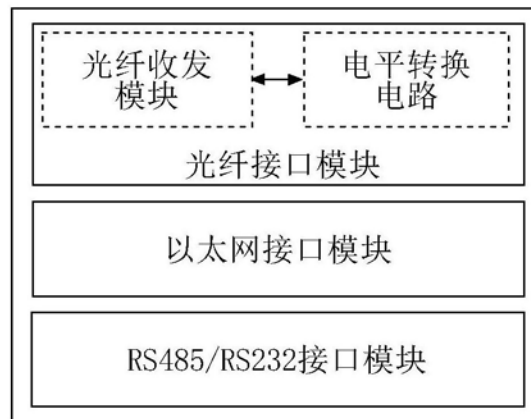 光纤收发
模块
电平转换
电路
光纤接口模块
以太网接口模块
RS485/RS232接口模块